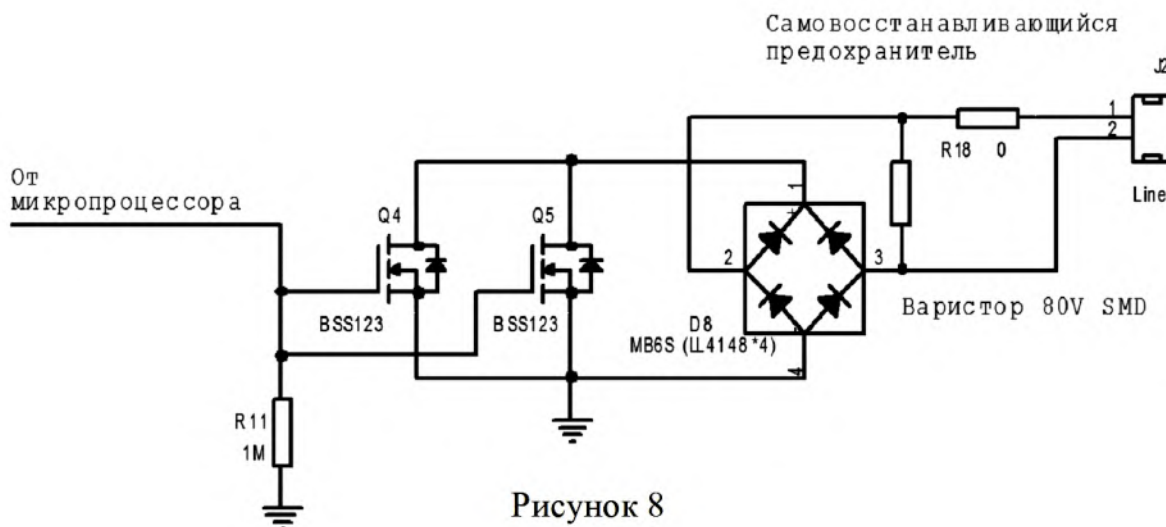 Самовосстанавливающийся
предохранитель
J2
1
2
R18 0
Line
От
микропроцессора
Q4
Q5
1
+
2
3
BSS123
BSS123
D8
MB6S (LL4148*4)
4
Варистор 80V SMD
R11
1M
Рисунок 8